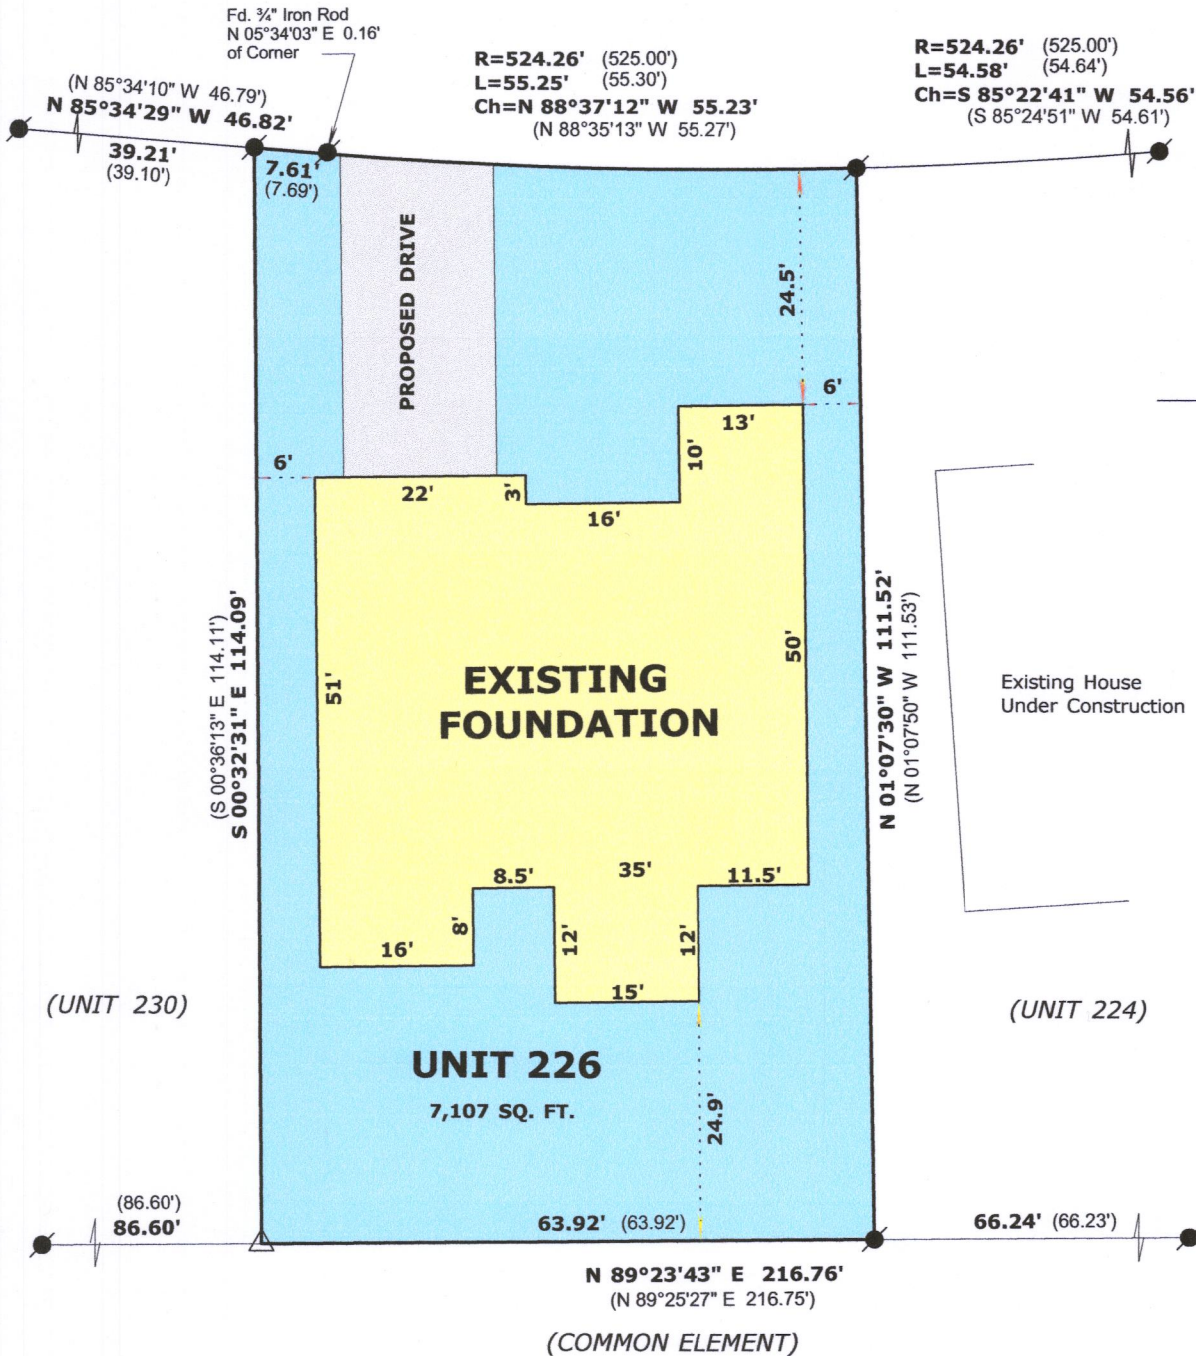 Fd. ¾" Iron Rod
N 05°34'03" E 0.16'
of Corner
R=524.26' (525.00')
L=55.25' (55.30')
Ch=N 88°37'12" W 55.23'
(N 88°35'13" W 55.27')
R=524.26' (525.00')
L=54.58' (54.64')
Ch=S 85°22'41" W 54.56'
(S 85°24'51" W 54.61')
(N 85°34'10" W 46.79')
N 85°34'29" W 46.82'
39.21'
(39.10')
7.61'
(7.69')
PROPOSED DRIVE
24.5'
6'
13'
10'
6'
22'
3'
16'
(S 00°36'13" E 114.11')
S 00°32'31" E 114.09'
51'
EXISTING
FOUNDATION
50'
N 01°07'30" W 111.52'
(N 01°07'50" W 111.53')
Existing House
Under Construction
8.5'
35'
11.5'
16'
8'
12'
12'
15'
(UNIT 230)
(UNIT 224)
UNIT 226
7,107 SQ. FT.
24.9'
(86.60')
86.60'
63.92' (63.92')
66.24' (66.23')
N 89°23'43" E 216.76'
(N 89°25'27" E 216.75')
(COMMON ELEMENT)